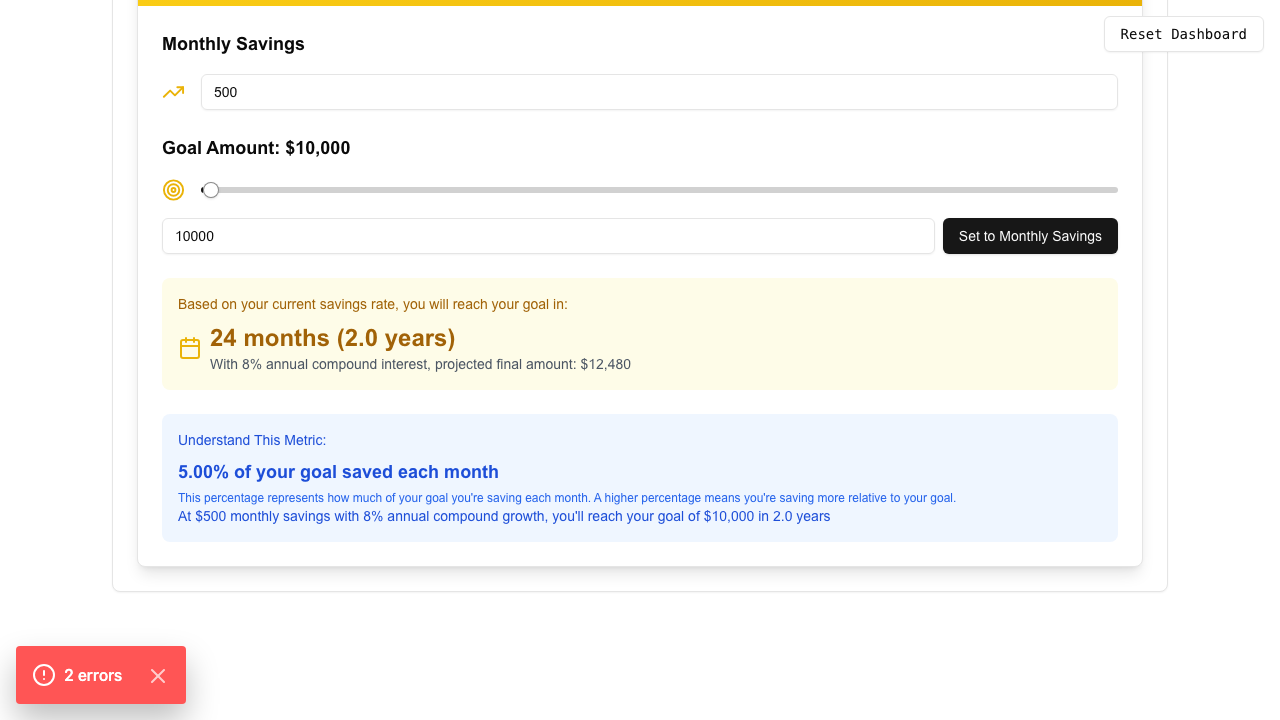 Reset Dashboard
Monthly Savings
500
Goal Amount: $10,000
10000
Set to Monthly Savings
Based on your current savings rate, you will reach your goal in:
24 months (2.0 years)
With 8% annual compound interest, projected final amount: $12,480
Understand This Metric:
5.00% of your goal saved each month
This percentage represents how much of your goal you're saving each month. A higher percentage means you're saving more relative to your goal.
At $500 monthly savings with 8% annual compound growth, you'll reach your goal of $10,000 in 2.0 years
2 errors